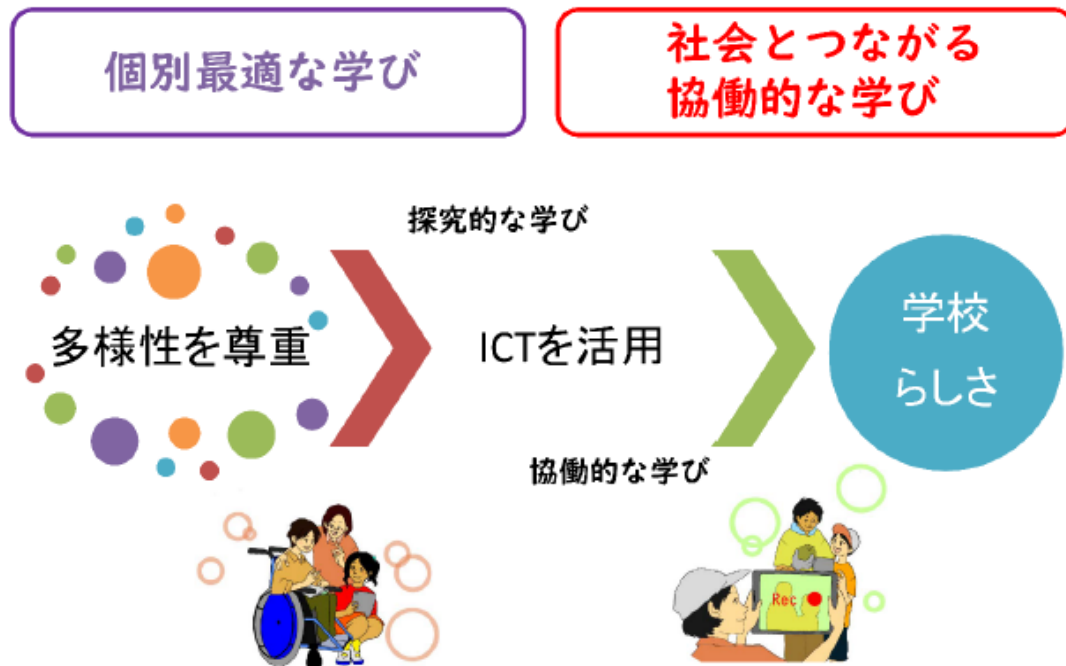 個別最適な学び
社会とつながる
協働的な学び
探究的な学び
多様性を尊重
ICTを活用
学校
らしさ
協働的な学び
Rec